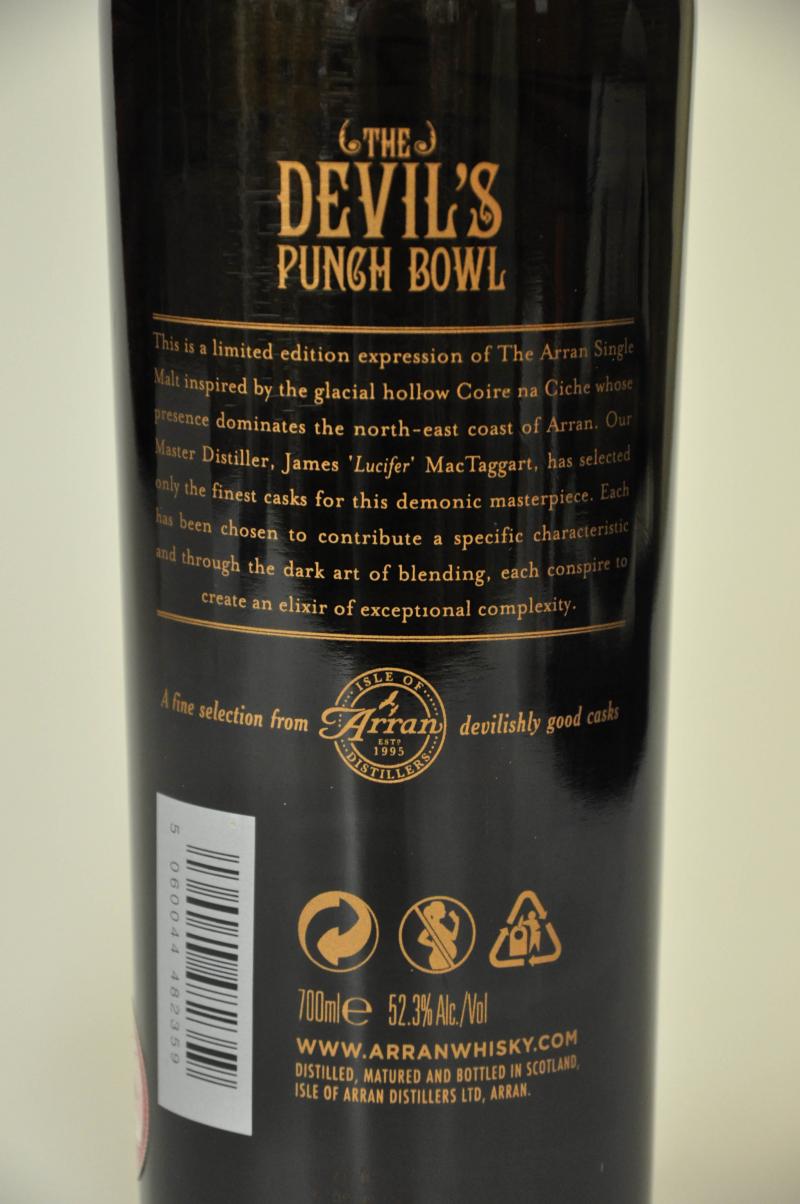 THE
DEVIL'S
PUNCH BOWL
This is a limited edition expression of The Arran Single
Malt inspired by the glacial hollow Coire na Ciche whose
presence dominates the north-east coast of Arran. Our
Master Distiller, James 'Lucifer' MacTaggart, has selected
only the finest casks for this demonic masterpiece. Each
has been chosen to contribute a specific characteristic
and through the dark art of blending, each conspire to
create an elixir of exceptional complexity.
A fine selection from
ISLE OF
Arran
ESTD
1995
DISTILLERS
devilishly good casks
5 060044 482359
700ml e 52.3% Alc./Vol
WWW.ARRANWHISKY.COM
DISTILLED, MATURED AND BOTTLED IN SCOTLAND,
ISLE OF ARRAN DISTILLERS LTD, ARRAN.